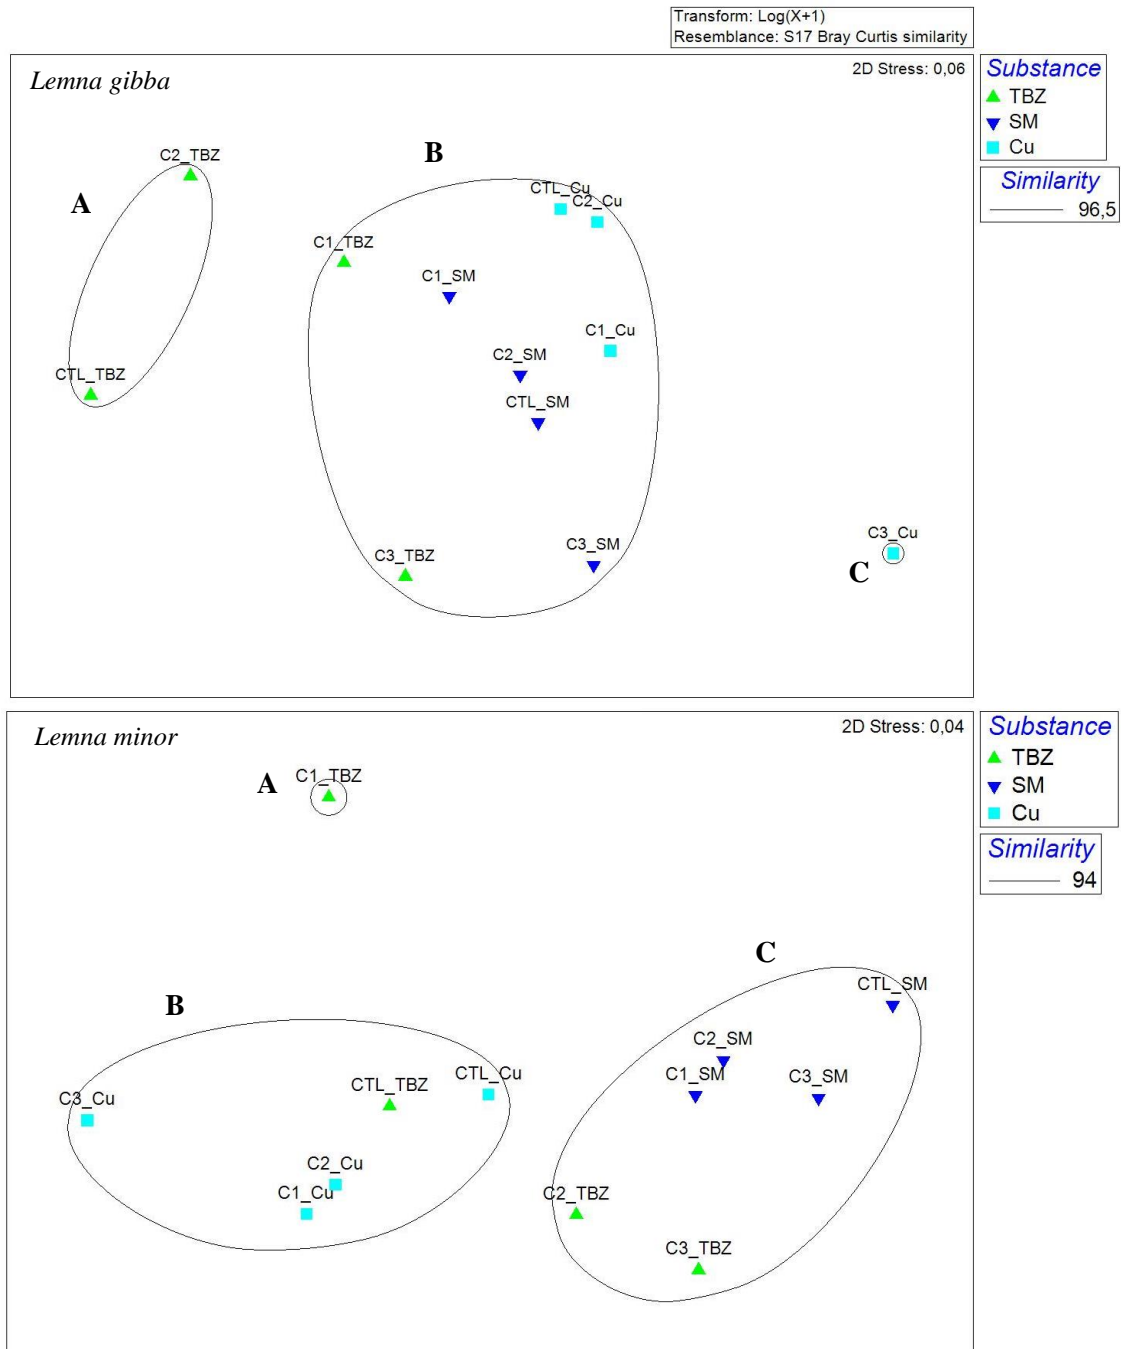 Transform: Log(X+1)
Resemblance: S17 Bray Curtis similarity
Lemna gibba
2D Stress: 0,06
Substance
TBZ
SM
Cu
Similarity
96,5
A
B
C2_TBZ
CTL_Cu
C2_Cu
C1_TBZ
C1_SM
C1_Cu
C2_SM
CTL_TBZ
CTL_SM
C3_Cu
C3_SM
C3_TBZ
C
Lemna minor
2D Stress: 0,04
Substance
TBZ
SM
Cu
Similarity
94
A
C1_TBZ
B
C
CTL_SM
C2_SM
C1_SM
C3_SM
CTL_TBZ
CTL_Cu
C3_Cu
C2_Cu
C1_Cu
C2_TBZ
C3_TBZ